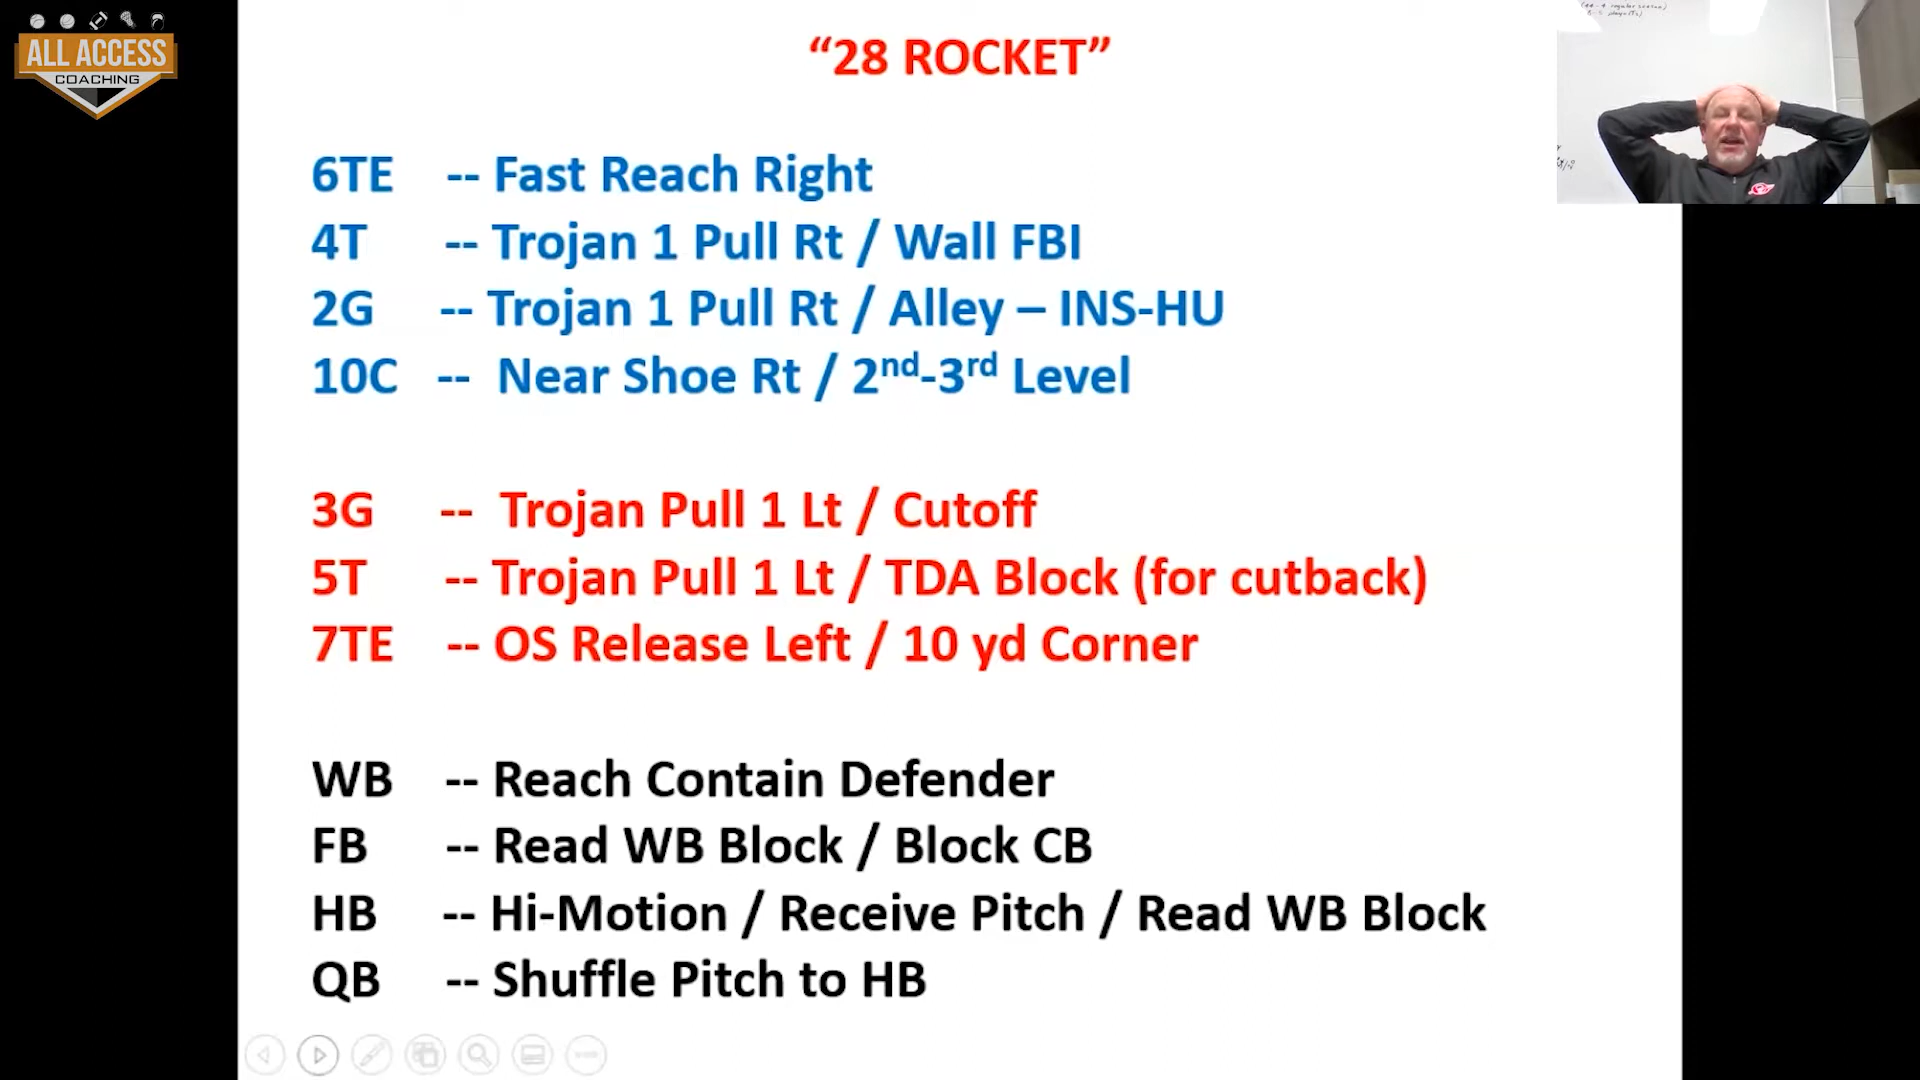 ALL ACCESS
COACHING
“28 ROCKET”
6TE -- Fast Reach Right
4T -- Trojan 1 Pull Rt / Wall FBI
2G -- Trojan 1 Pull Rt / Alley – INS-HU
10C -- Near Shoe Rt / 2nd-3rd Level
3G -- Trojan Pull 1 Lt / Cutoff
5T -- Trojan Pull 1 Lt / TDA Block (for cutback)
7TE -- OS Release Left / 10 yd Corner
WB -- Reach Contain Defender
FB -- Read WB Block / Block CB
HB -- Hi-Motion / Receive Pitch / Read WB Block
QB -- Shuffle Pitch to HB